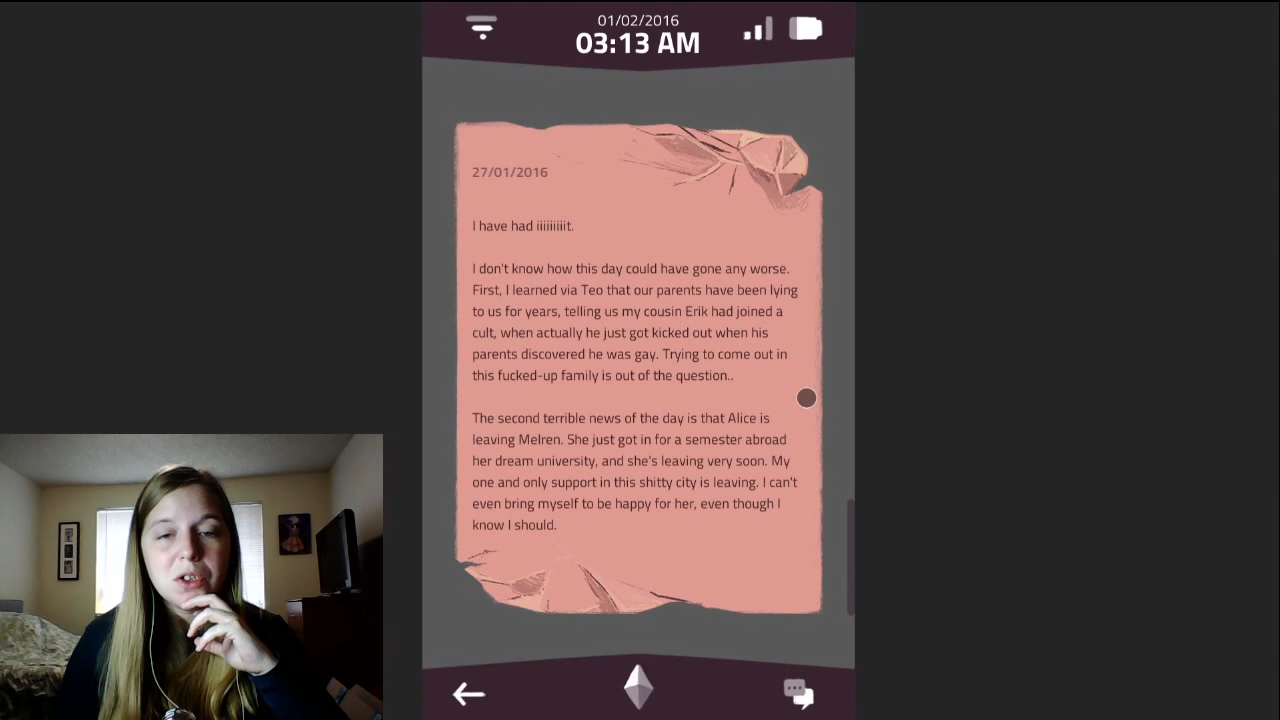 01/02/2016
03:13 AM
27/01/2016
I have had iiiiiiiiit.
I don't know how this day could have gone any worse.
First, I learned via Teo that our parents have been lying
to us for years, telling us my cousin Erik had joined a
cult, when actually he just got kicked out when his
parents discovered he was gay. Trying to come out in
this fucked-up family is out of the question..
The second terrible news of the day is that Alice is
leaving Melren. She just got in for a semester abroad
her dream university, and she's leaving very soon. My
one and only support in this shitty city is leaving. I can't
even bring myself to be happy for her, even though I
know I should.